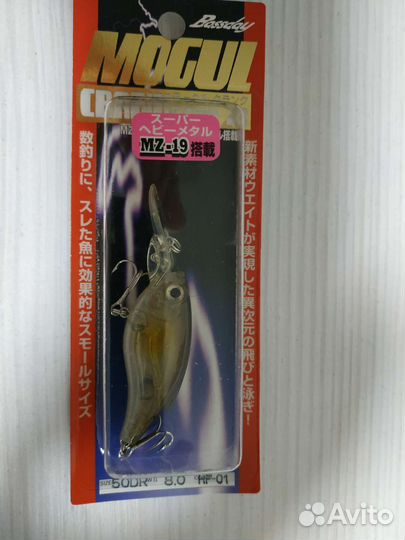 Bassday
MOGUL
スーパー
ヘビーメタル
MZ-19搭載
数釣りに、スレた魚に効果的なスモールサイズ
新素材ウエイトが実現した異次元の飛びと泳ぎ!
SIZE 50DR 8.0 HF-01
Avito